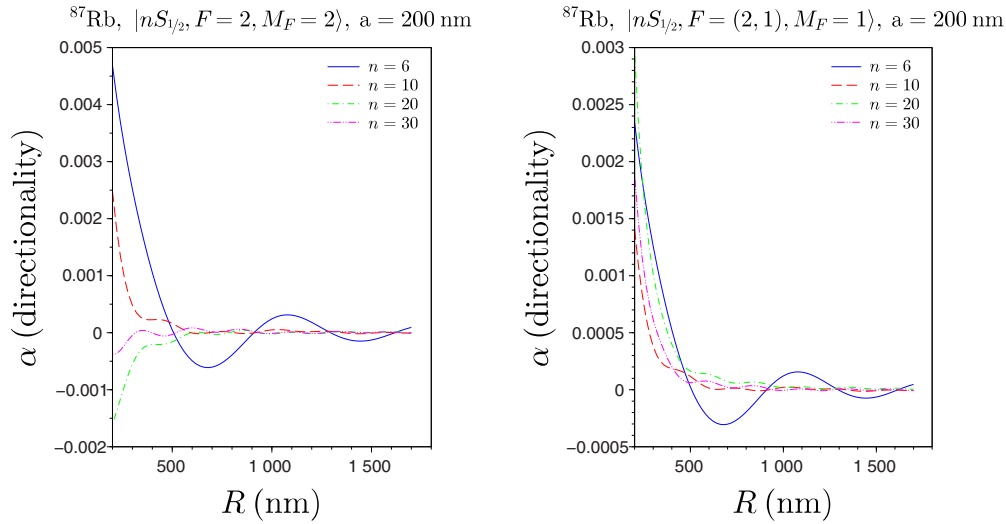 ⁸⁷Rb, |nS₁/₂, F = 2, M_F = 2⟩, a = 200 nm
0.005
0.004
0.003
0.002
0.001
0
−0.001
−0.002
500
1 000
1 500
α (directionality)
R (nm)
n = 6
n = 10
n = 20
n = 30
⁸⁷Rb, |nS₁/₂, F = (2, 1), M_F = 1⟩, a = 200 nm
0.003
0.0025
0.002
0.0015
0.001
0.0005
0
−0.0005
500
1 000
1 500
α (directionality)
R (nm)
n = 6
n = 10
n = 20
n = 30